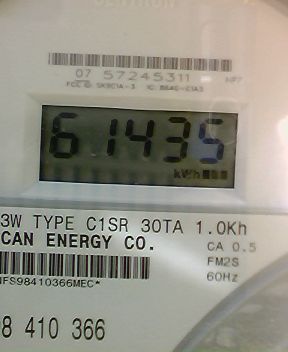 07 57245311
61435
kWh
3W TYPE C1SR 30TA 1.0Kh
CAN ENERGY CO.
CA 0.5
FM2S
60Hz
8 410 366